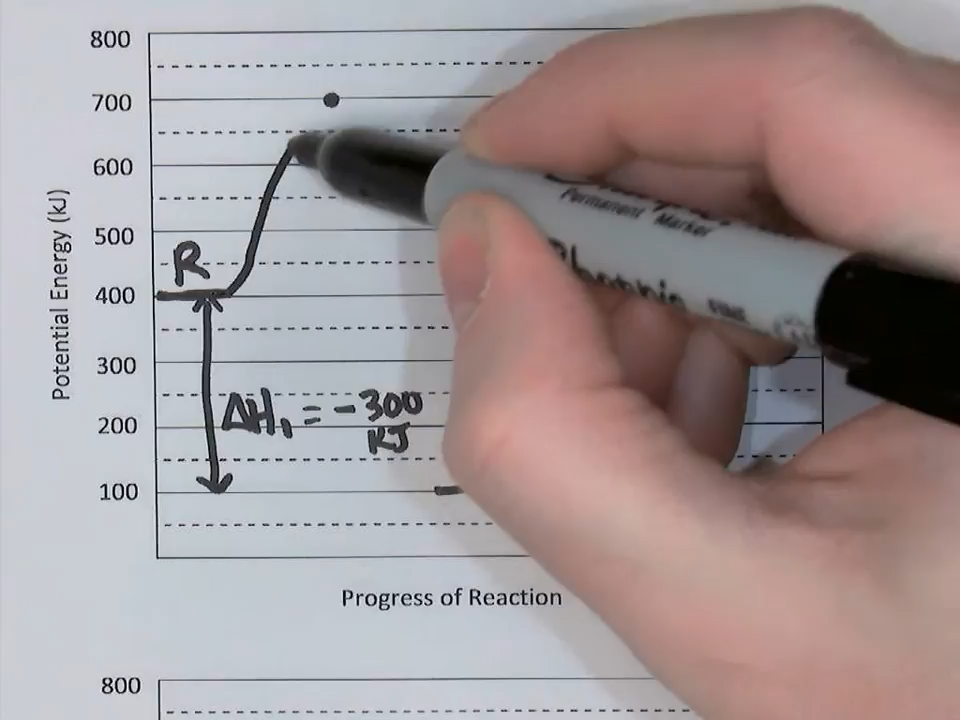 800
700
600
500
400
300
200
100
Potential Energy (kJ)
R
ΔH₁ = -300
KJ
Progress of Reaction
Permanent Marker
800